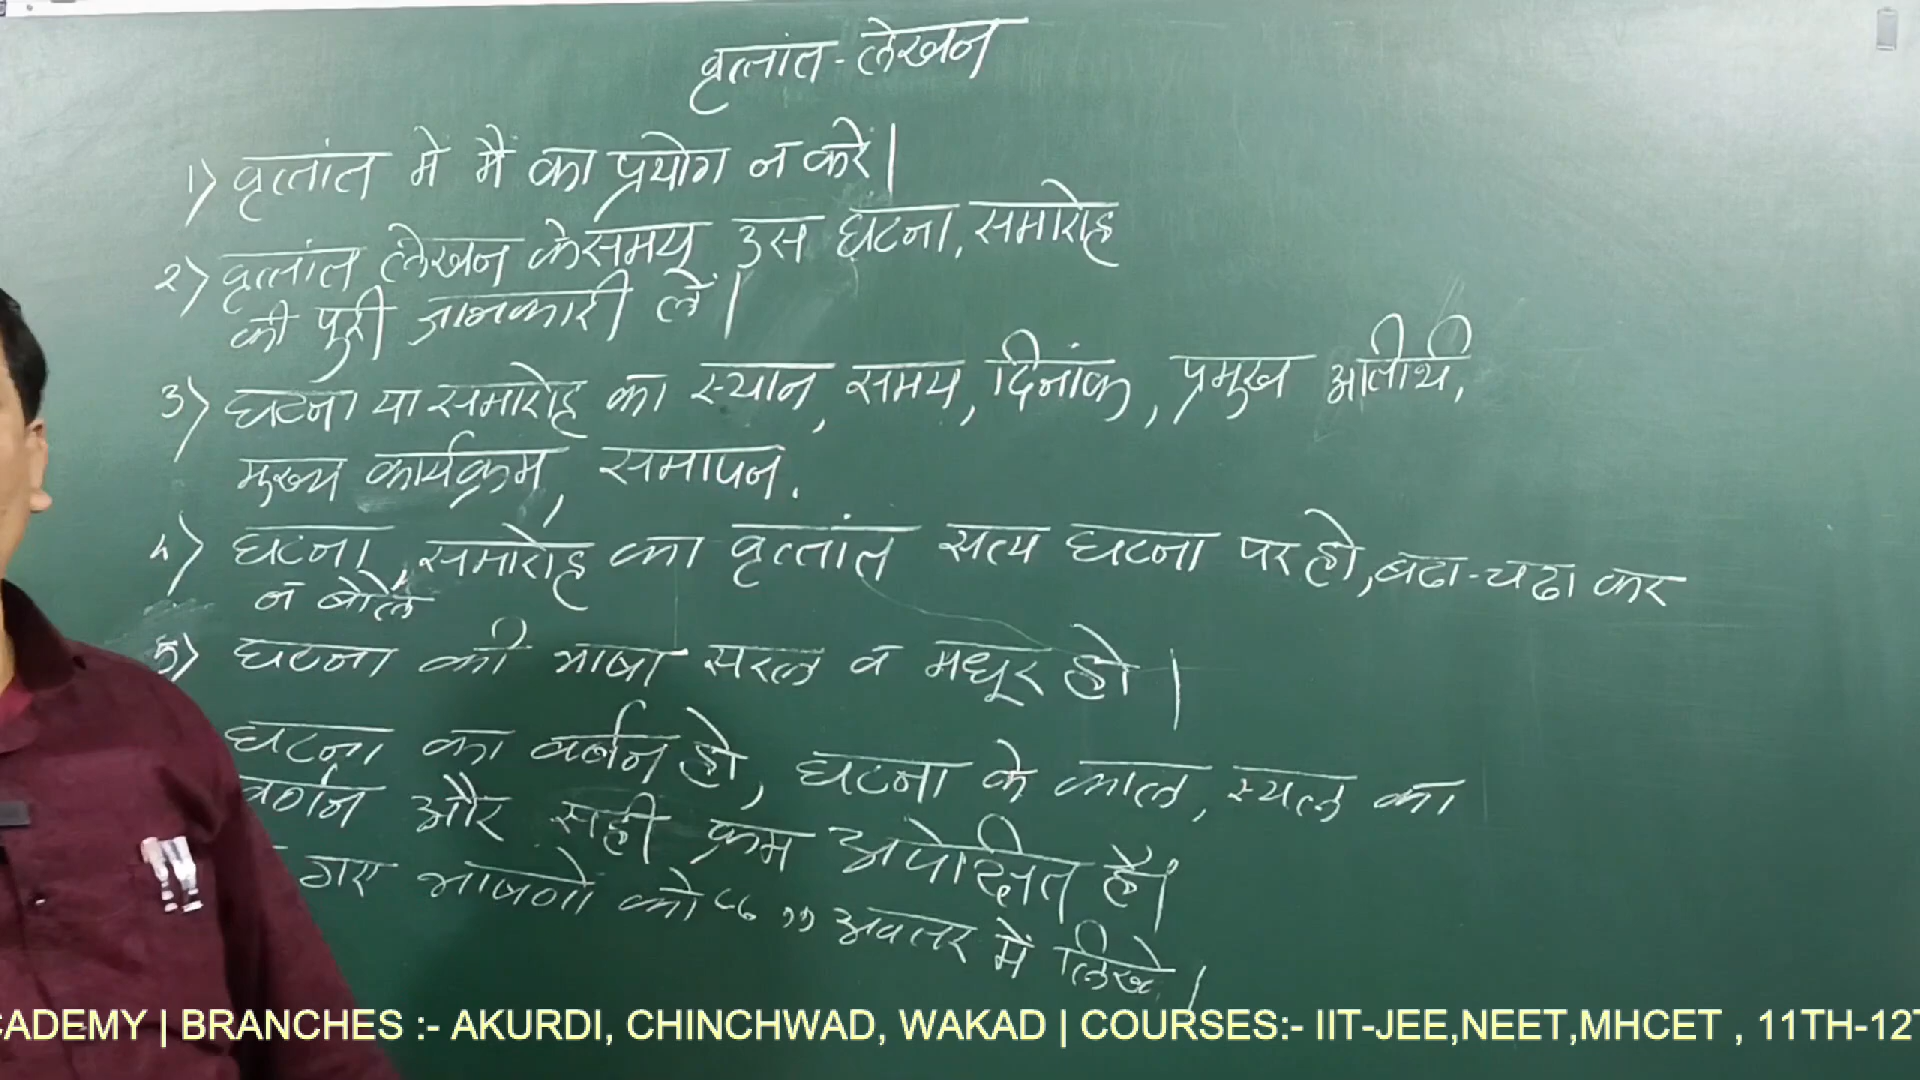 वृत्तांत-लेखन
1) वृत्तांत में मैं का प्रयोग न करें|
2) वृत्तांत लेखन के समय उस घटना, समारोह
की पुरी जानकारी लें|
3) घटना या समारोह का स्थान, समय, दिनांक, प्रमुख अतीथी,
मुख्य कार्यक्रम, समापन.
4) घटना, समारोह का वृत्तांत सत्य घटना पर हो, बढा-चढा कर
न बोलें
5) घटना की भाषा सरल व मधूर हो|
घटना का वर्णन हो, घटना के काल, स्थल का
वर्णन और सही क्रम अपेक्षित हैं|
गए भाषणों को “ ” अवतर में लिखे|
CADEMY | BRANCHES :- AKURDI, CHINCHWAD, WAKAD | COURSES:- IIT-JEE,NEET,MHCET , 11TH-12T